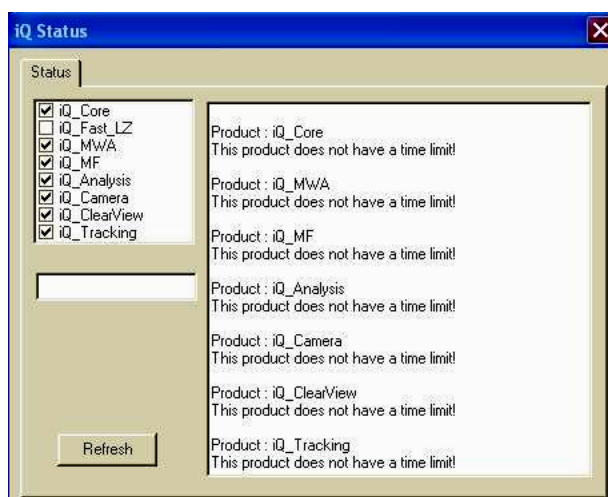 iQ Status
Status
iQ_Core
iQ_Fast_LZ
iQ_MWA
iQ_MF
iQ_Analysis
iQ_Camera
iQ_ClearView
iQ_Tracking
Refresh
Product : iQ_Core
This product does not have a time limit!
Product : iQ_MWA
This product does not have a time limit!
Product : iQ_MF
This product does not have a time limit!
Product : iQ_Analysis
This product does not have a time limit!
Product : iQ_Camera
This product does not have a time limit!
Product : iQ_ClearView
This product does not have a time limit!
Product : iQ_Tracking
This product does not have a time limit!